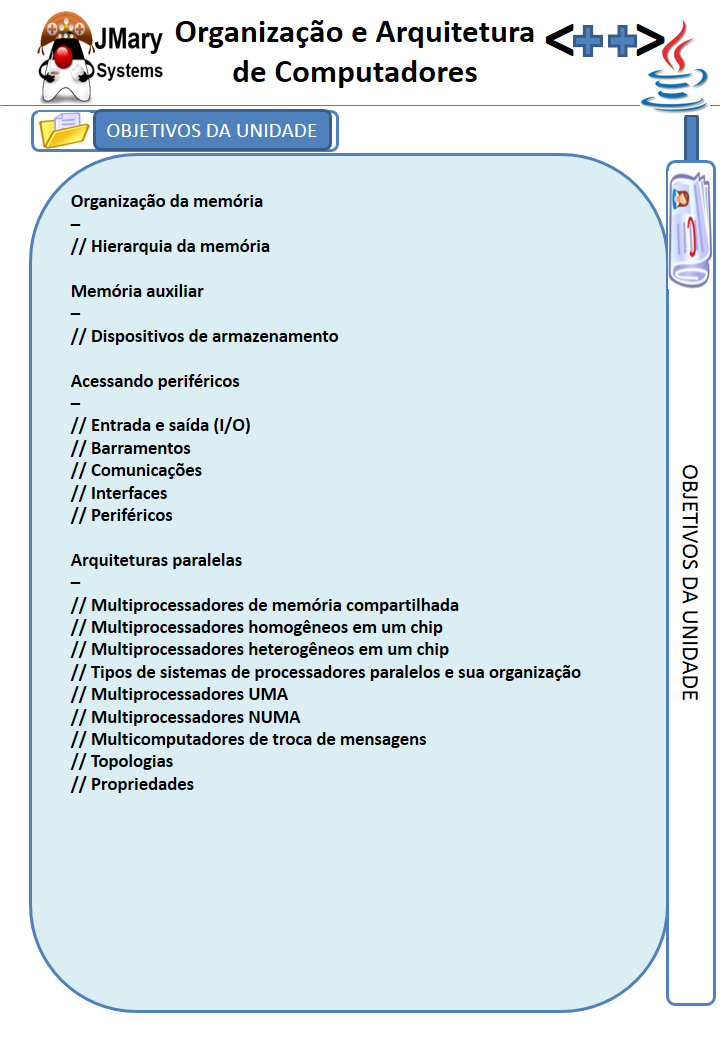 JMary
Systems
Organização e Arquitetura
de Computadores
<++>
OBJETIVOS DA UNIDADE
Organização da memória
–
// Hierarquia da memória
Memória auxiliar
–
// Dispositivos de armazenamento
Acessando periféricos
–
// Entrada e saída (I/O)
// Barramentos
// Comunicações
// Interfaces
// Periféricos
Arquiteturas paralelas
–
// Multiprocessadores de memória compartilhada
// Multiprocessadores homogêneos em um chip
// Multiprocessadores heterogêneos em um chip
// Tipos de sistemas de processadores paralelos e sua organização
// Multiprocessadores UMA
// Multiprocessadores NUMA
// Multicomputadores de troca de mensagens
// Topologias
// Propriedades
OBJETIVOS DA UNIDADE